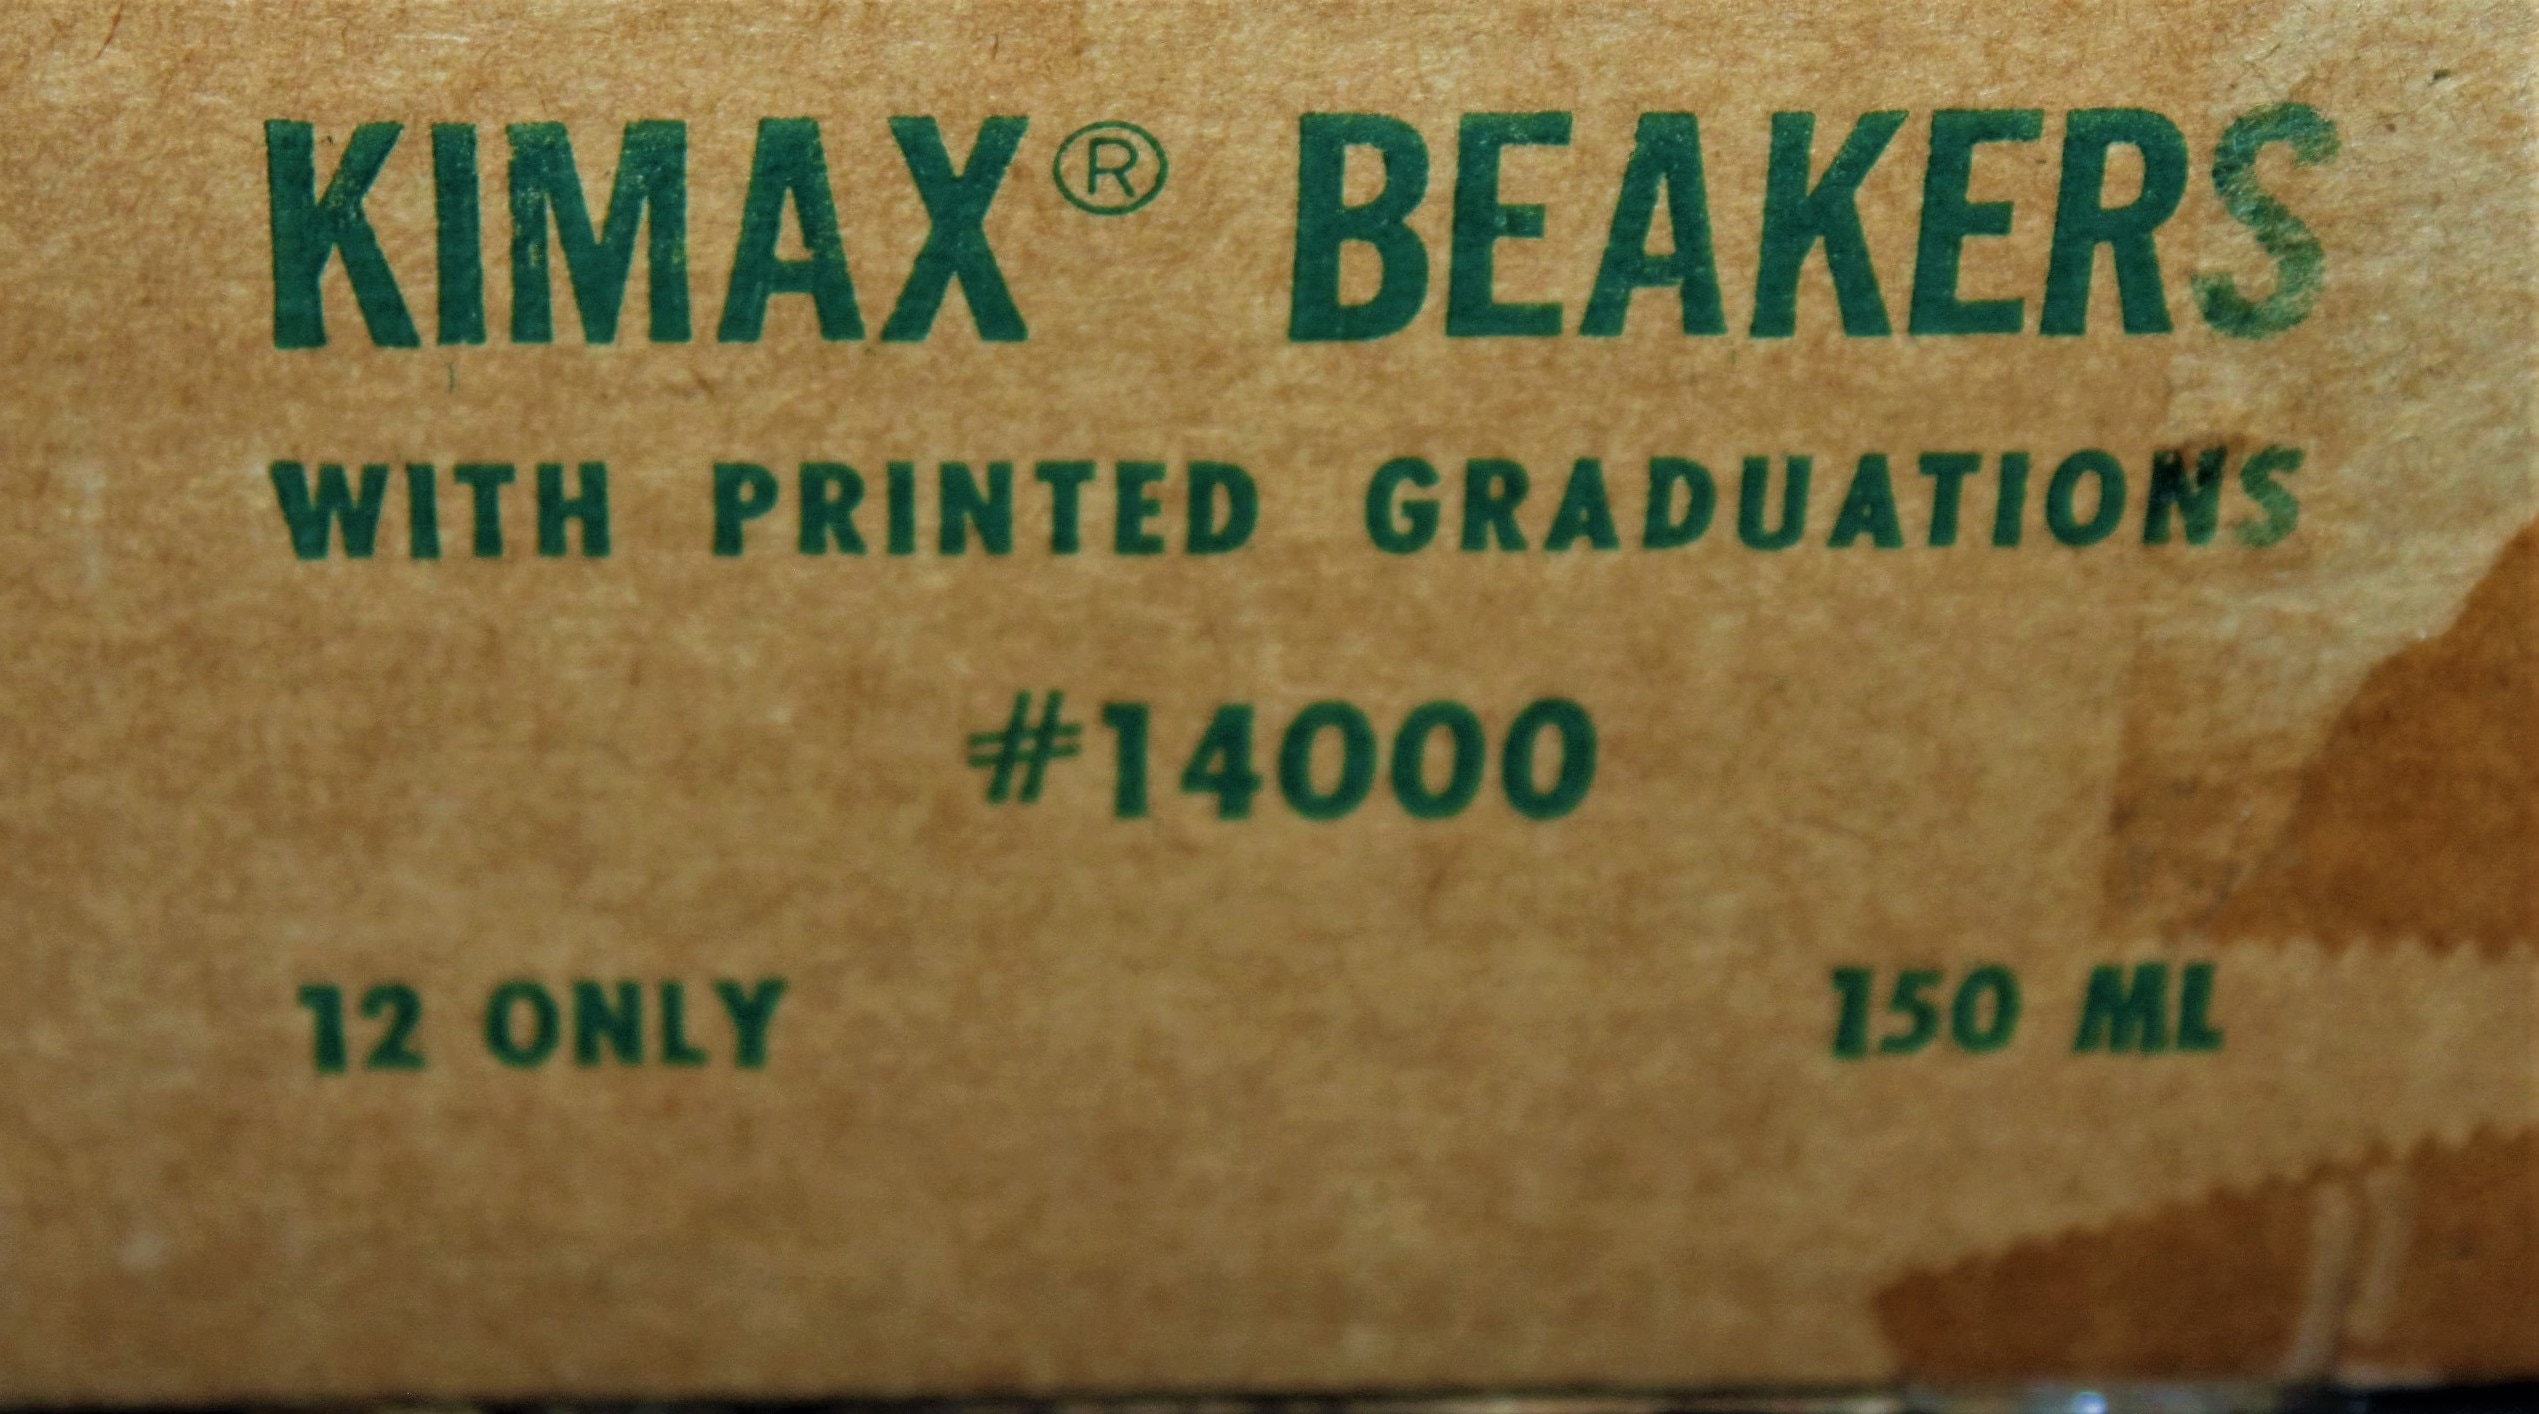 KIMAX® BEAKERS
WITH PRINTED GRADUATIONS
#14000
12 ONLY 150 ML